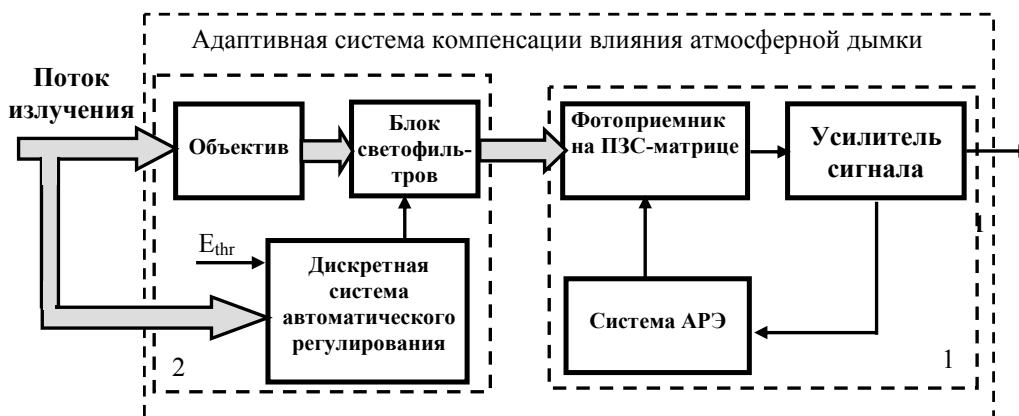 Адаптивная система компенсации влияния атмосферной дымки
Поток
излучения
Объектив
Блок
светофиль-
тров
Фотоприемник
на ПЗС-матрице
Усилитель
сигнала
E_thr
Дискретная
система
автоматического
регулирования
Система АРЭ
2
1
1